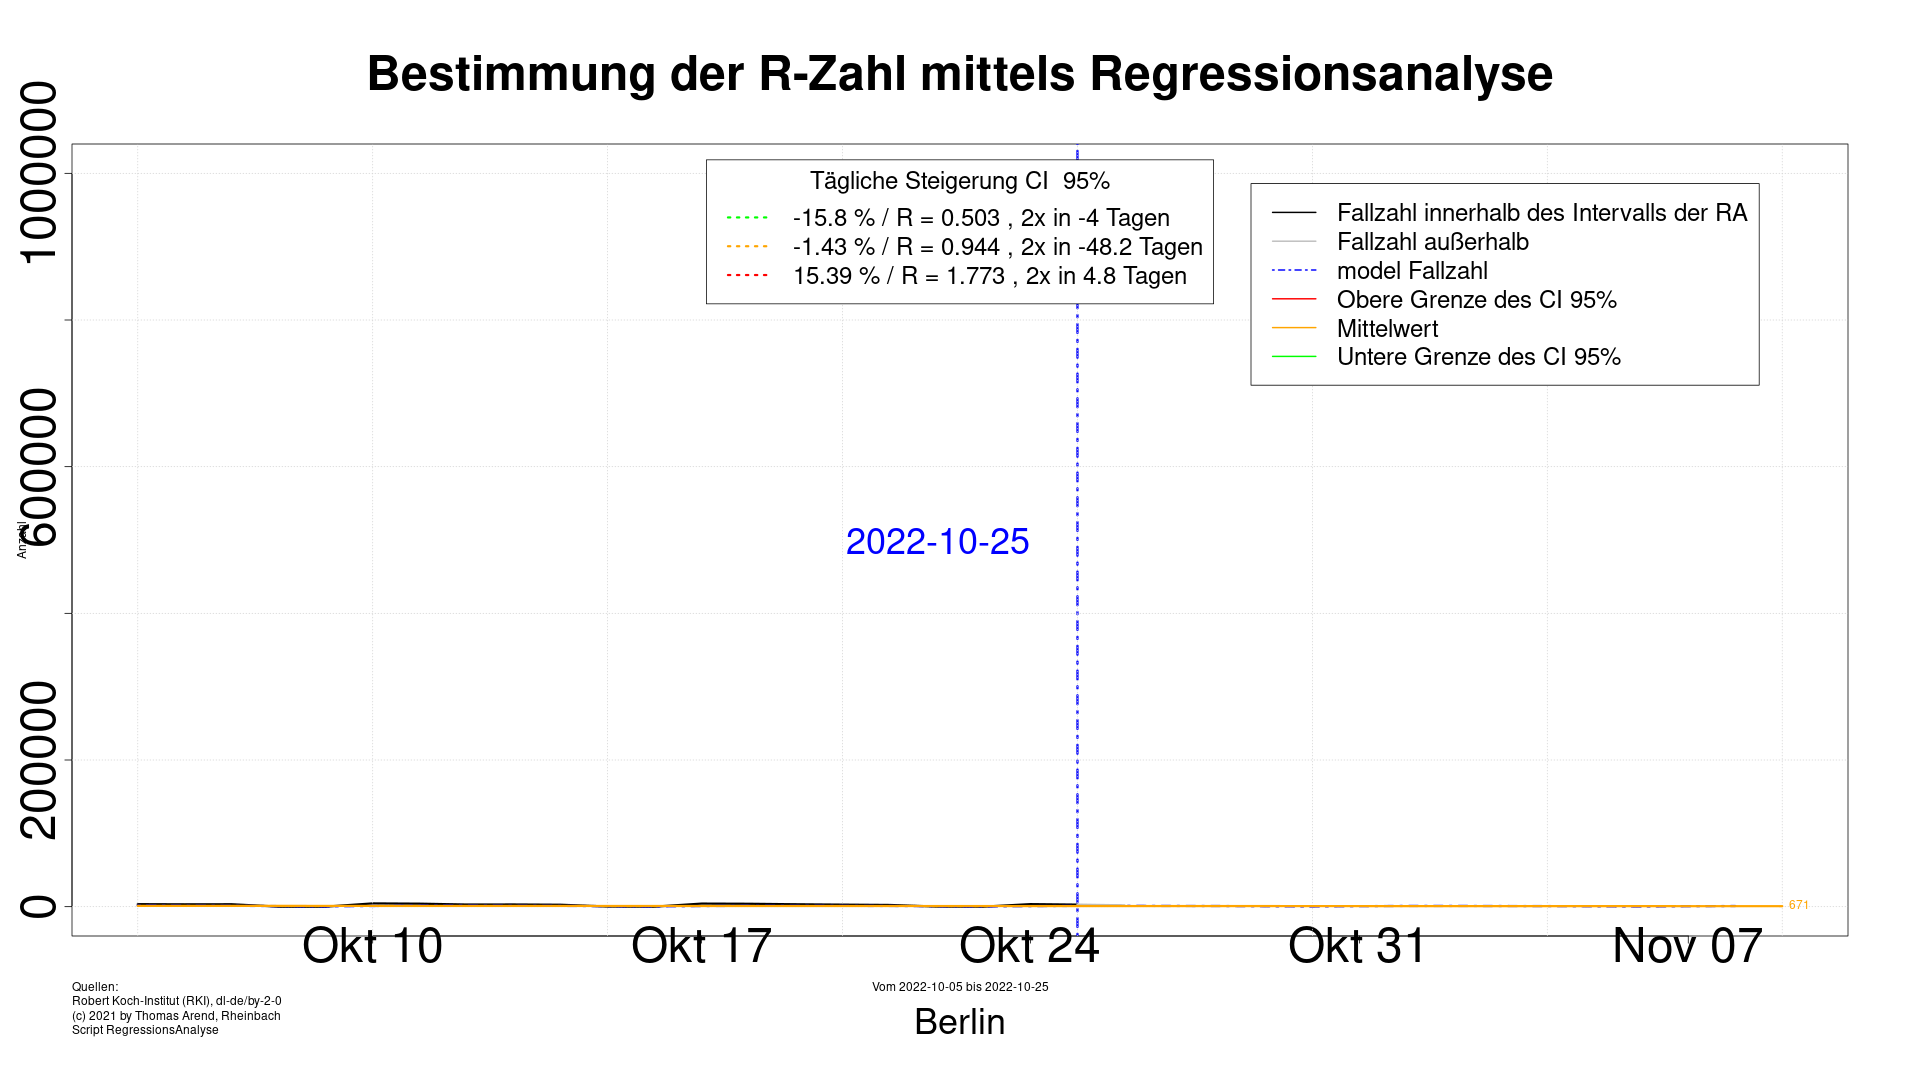 Bestimmung der R-Zahl mittels Regressionsanalyse
Anzahl
1000000
600000
200000
0
Tägliche Steigerung CI  95%
-15.8 % / R = 0.503 , 2x in -4 Tagen
-1.43 % / R = 0.944 , 2x in -48.2 Tagen
15.39 % / R = 1.773 , 2x in 4.8 Tagen
Fallzahl innerhalb des Intervalls der RA
Fallzahl außerhalb
model Fallzahl
Obere Grenze des CI 95%
Mittelwert
Untere Grenze des CI 95%
2022-10-25
671
Okt 10 Okt 17 Okt 24 Okt 31 Nov 07
Quellen:
Robert Koch-Institut (RKI), dl-de/by-2-0
(c) 2021 by Thomas Arend, Rheinbach
Script RegressionsAnalyse
Vom 2022-10-05 bis 2022-10-25
Berlin